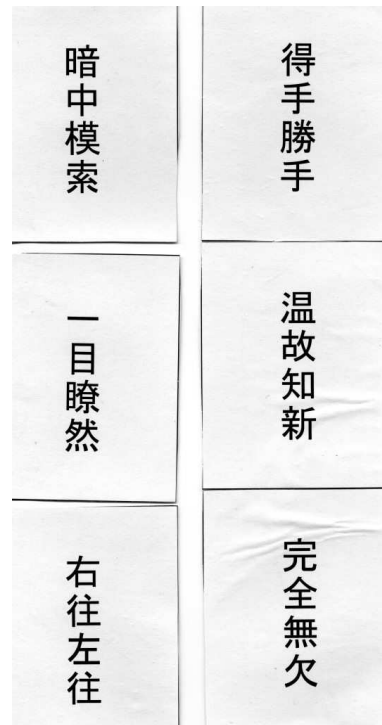 得手勝手
暗中模索
温故知新
一目瞭然
完全無欠
右往左往